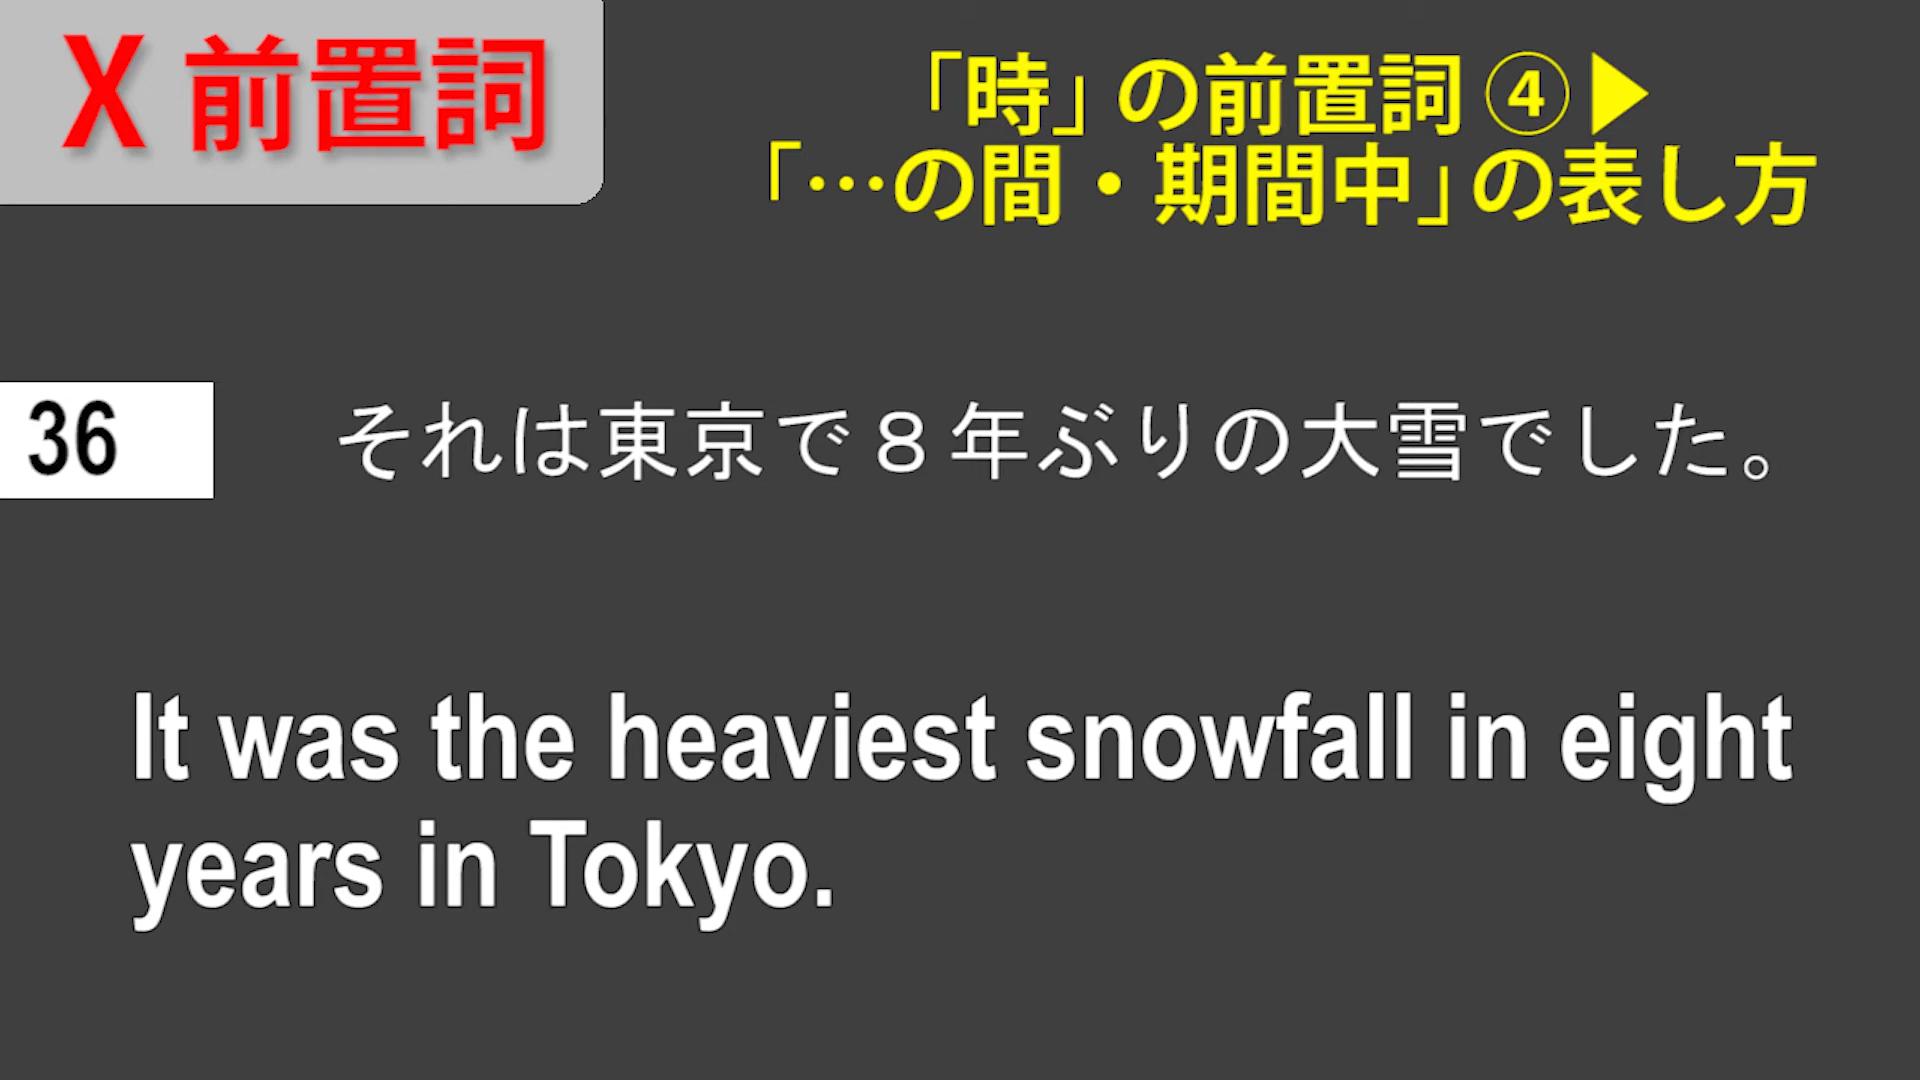 X 前置詞
「時」の前置詞 ④ ▶
「…の間・期間中」の表し方
36
それは東京で８年ぶりの大雪でした。
It was the heaviest snowfall in eight
years in Tokyo.